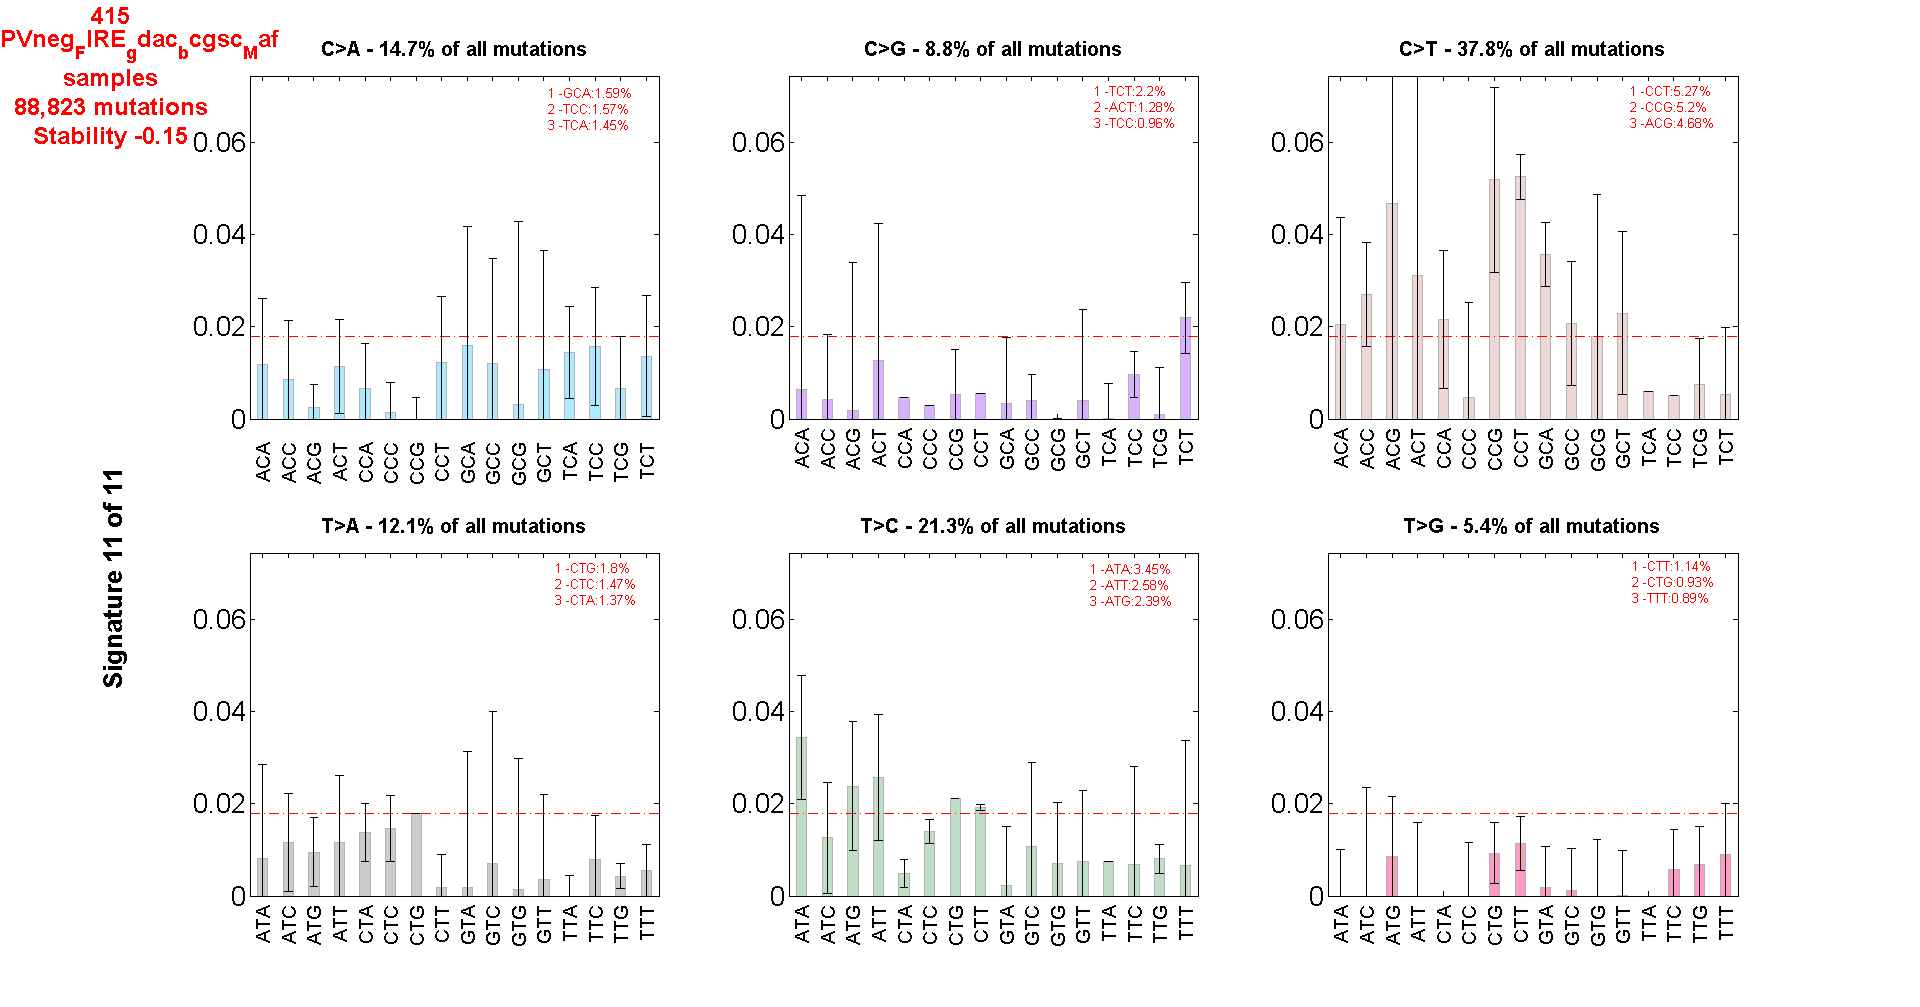 415
PVneg_FIRE_gdac_bcgsc_Maf
samples
88,823 mutations
Stability -0.15
Signature 11 of 11
C>A - 14.7% of all mutations
1 -GCA:1.59%
2 -TCC:1.57%
3 -TCA:1.45%
0.06
0.04
0.02
0
ACA ACC ACG ACT CCA CCC CCG CCT GCA GCC GCG GCT TCA TCC TCG TCT
C>G - 8.8% of all mutations
1 -TCT:2.2%
2 -ACT:1.28%
3 -TCC:0.96%
0.06
0.04
0.02
0
ACA ACC ACG ACT CCA CCC CCG CCT GCA GCC GCG GCT TCA TCC TCG TCT
C>T - 37.8% of all mutations
1 -CCT:5.27%
2 -CCG:5.2%
3 -ACG:4.68%
0.06
0.04
0.02
0
ACA ACC ACG ACT CCA CCC CCG CCT GCA GCC GCG GCT TCA TCC TCG TCT
T>A - 12.1% of all mutations
1 -CTG:1.8%
2 -CTC:1.47%
3 -CTA:1.37%
0.06
0.04
0.02
0
ATA ATC ATG ATT CTA CTC CTG CTT GTA GTC GTG GTT TTA TTC TTG TTT
T>C - 21.3% of all mutations
1 -ATA:3.45%
2 -ATT:2.58%
3 -ATG:2.39%
0.06
0.04
0.02
0
ATA ATC ATG ATT CTA CTC CTG CTT GTA GTC GTG GTT TTA TTC TTG TTT
T>G - 5.4% of all mutations
1 -CTT:1.14%
2 -CTG:0.93%
3 -TTT:0.89%
0.06
0.04
0.02
0
ATA ATC ATG ATT CTA CTC CTG CTT GTA GTC GTG GTT TTA TTC TTG TTT